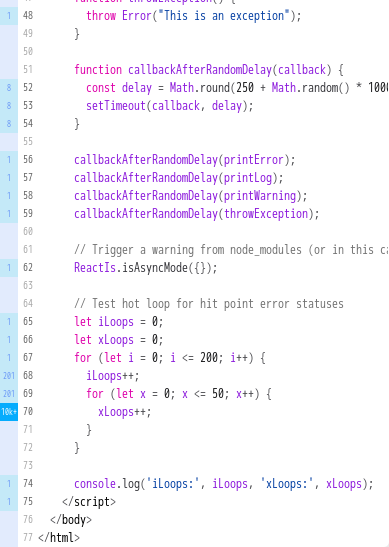 1 48 throw Error("This is an exception");
49 }
50
51 function callbackAfterRandomDelay(callback) {
8 52 const delay = Math.round(250 + Math.random() * 1000
8 53 setTimeout(callback, delay);
8 54 }
55
1 56 callbackAfterRandomDelay(printError);
1 57 callbackAfterRandomDelay(printLog);
1 58 callbackAfterRandomDelay(printWarning);
1 59 callbackAfterRandomDelay(throwException);
60
61 // Trigger a warning from node_modules (or in this ca
1 62 ReactIs.isAsyncMode({});
63
64 // Test hot loop for hit point error statuses
1 65 let iLoops = 0;
1 66 let xLoops = 0;
1 67 for (let i = 0; i <= 200; i++) {
201 68 iLoops++;
201 69 for (let x = 0; x <= 50; x++) {
10k+ 70 xLoops++;
71 }
72 }
73
1 74 console.log('iLoops:', iLoops, 'xLoops:', xLoops);
1 75 </script>
76 </body>
77 </html>